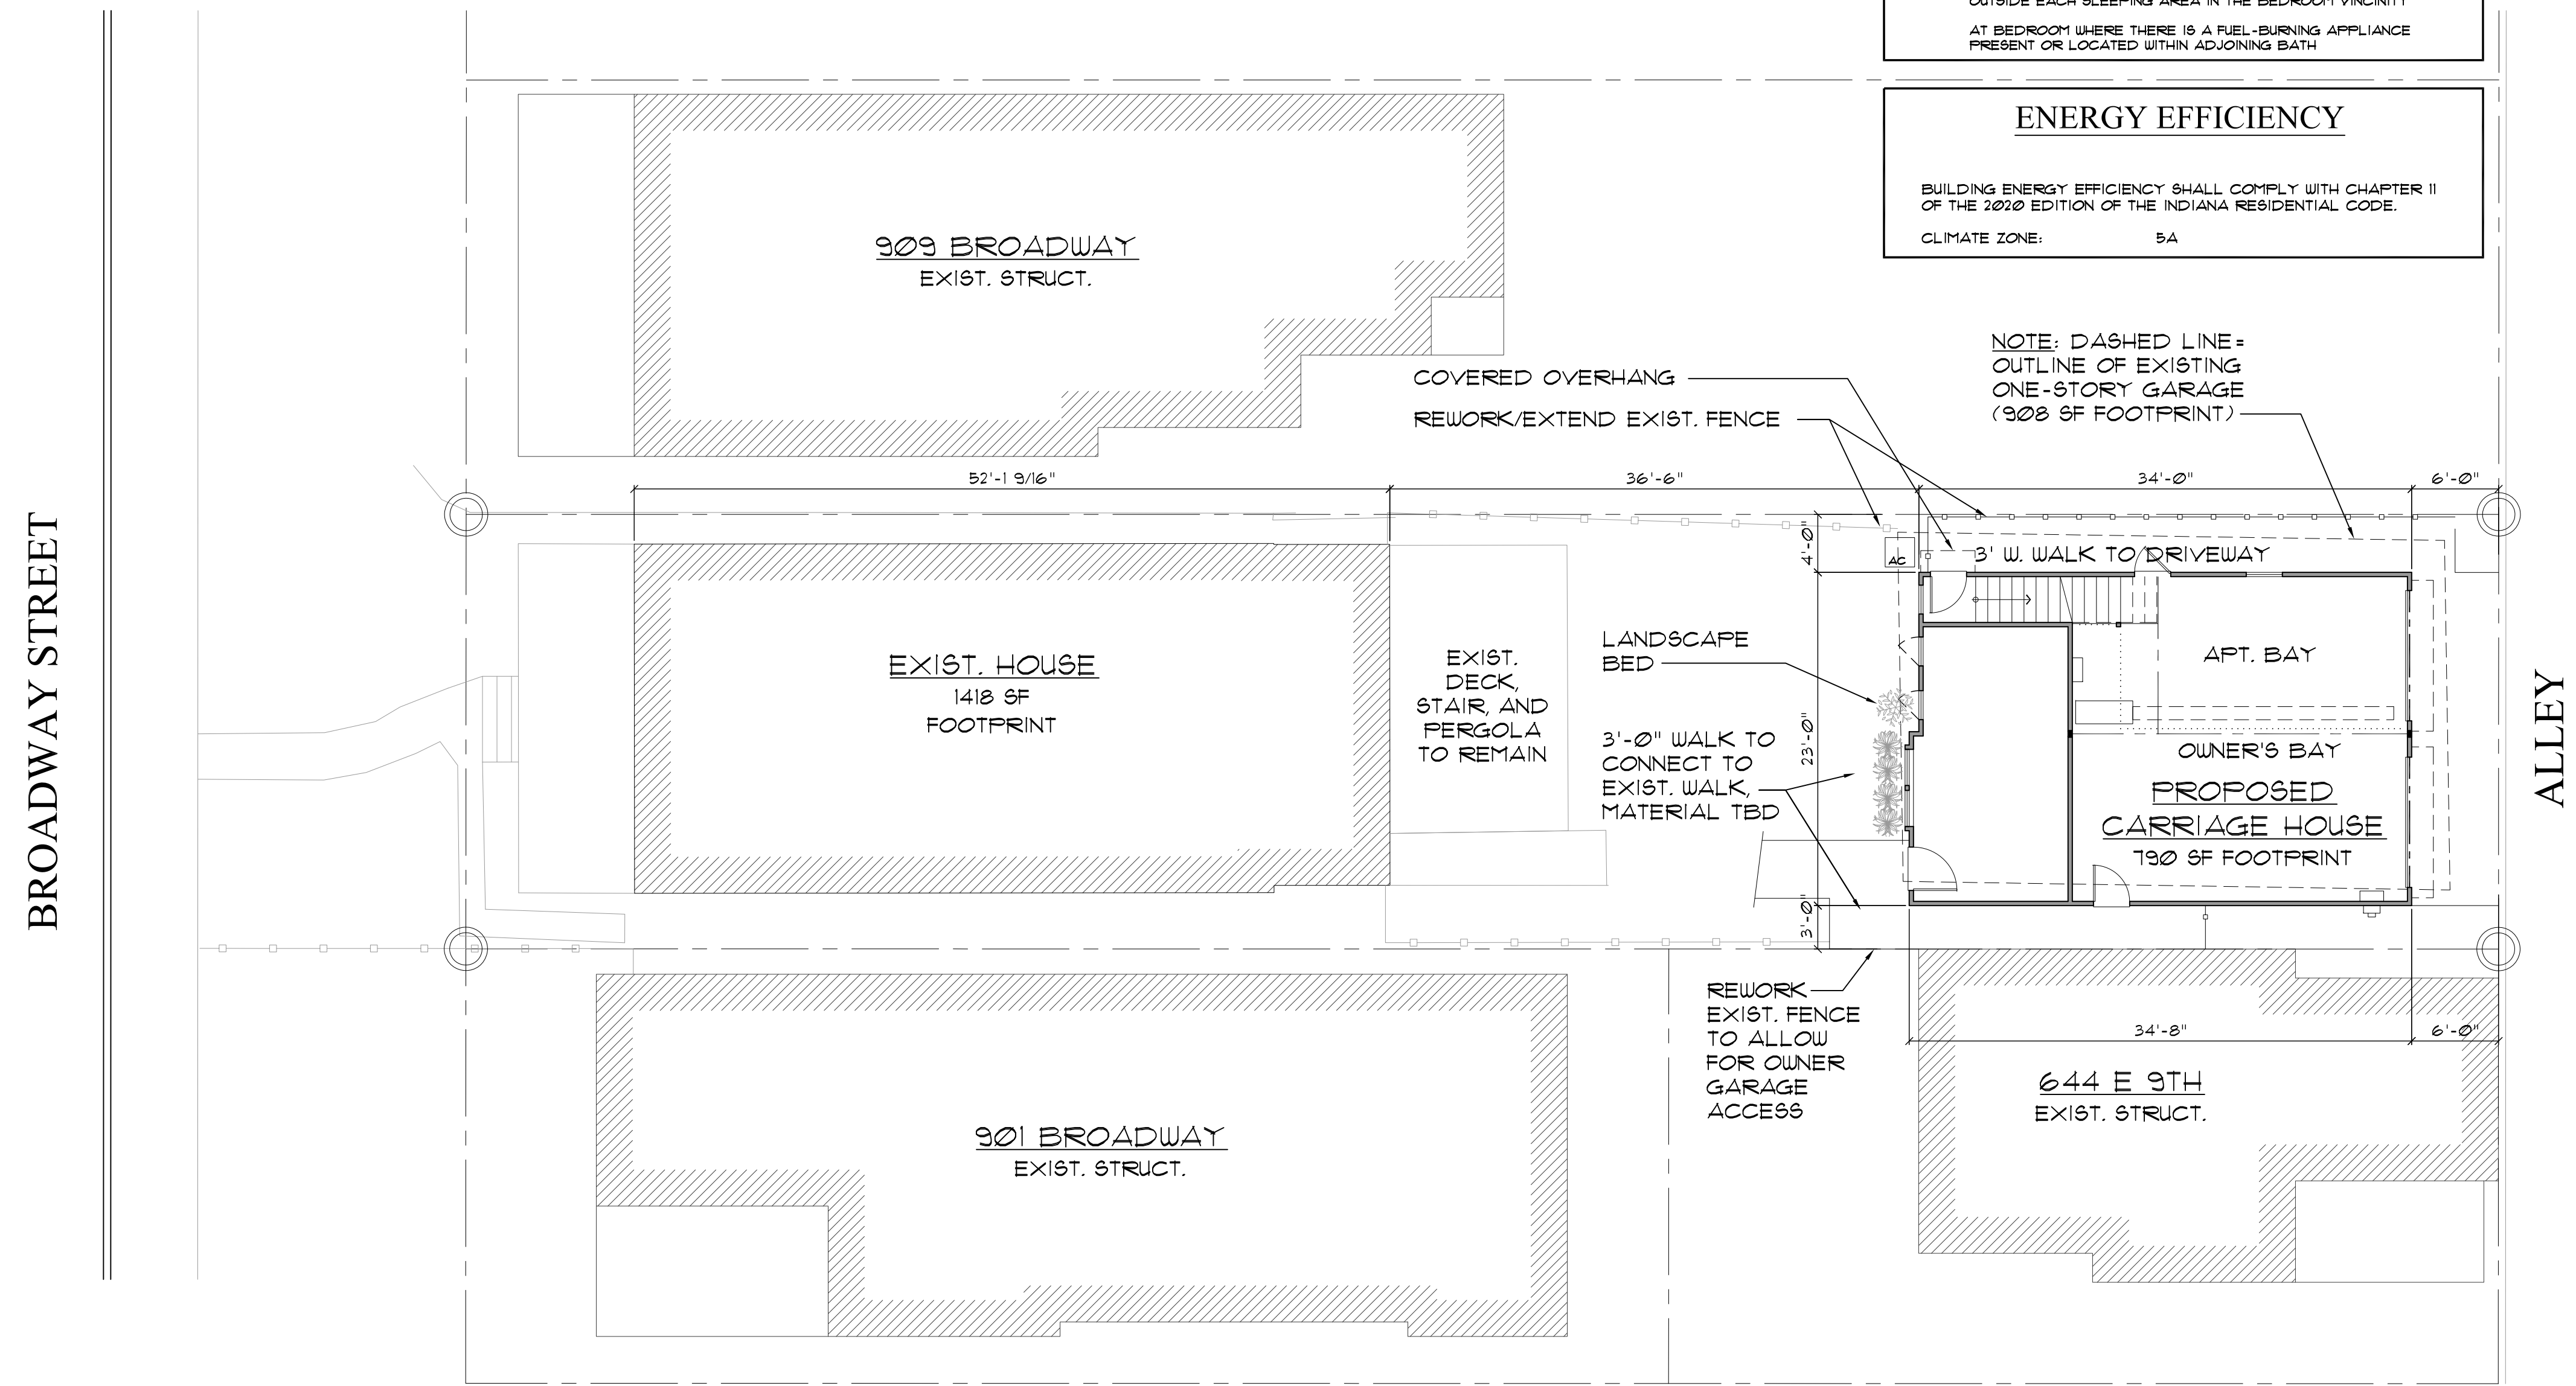 OUTSIDE EACH SLEEPING AREA IN THE BEDROOM VINCINITY
AT BEDROOM WHERE THERE IS A FUEL-BURNING APPLIANCE
PRESENT OR LOCATED WITHIN ADJOINING BATH
ENERGY EFFICIENCY
BUILDING ENERGY EFFICIENCY SHALL COMPLY WITH CHAPTER 11
OF THE 2020 EDITION OF THE INDIANA RESIDENTIAL CODE.
CLIMATE ZONE: 5A
909 BROADWAY
EXIST. STRUCT.
NOTE: DASHED LINE=
OUTLINE OF EXISTING
ONE-STORY GARAGE
(908 SF FOOTPRINT)
COVERED OVERHANG
REWORK/EXTEND EXIST. FENCE
52'-1 9/16"
36'-6"
34'-0"
6'-0"
4'-0"
AC
3' W. WALK TO DRIVEWAY
BROADWAY STREET
EXIST. HOUSE
1418 SF
FOOTPRINT
EXIST.
DECK,
STAIR, AND
PERGOLA
TO REMAIN
LANDSCAPE
BED
3'-0" WALK TO
CONNECT TO
EXIST. WALK,
MATERIAL TBD
23'-0"
APT. BAY
OWNER'S BAY
PROPOSED
CARRIAGE HOUSE
790 SF FOOTPRINT
ALLEY
3'-0"
REWORK
EXIST. FENCE
TO ALLOW
FOR OWNER
GARAGE
ACCESS
34'-8"
6'-0"
644 E 9TH
EXIST. STRUCT.
901 BROADWAY
EXIST. STRUCT.